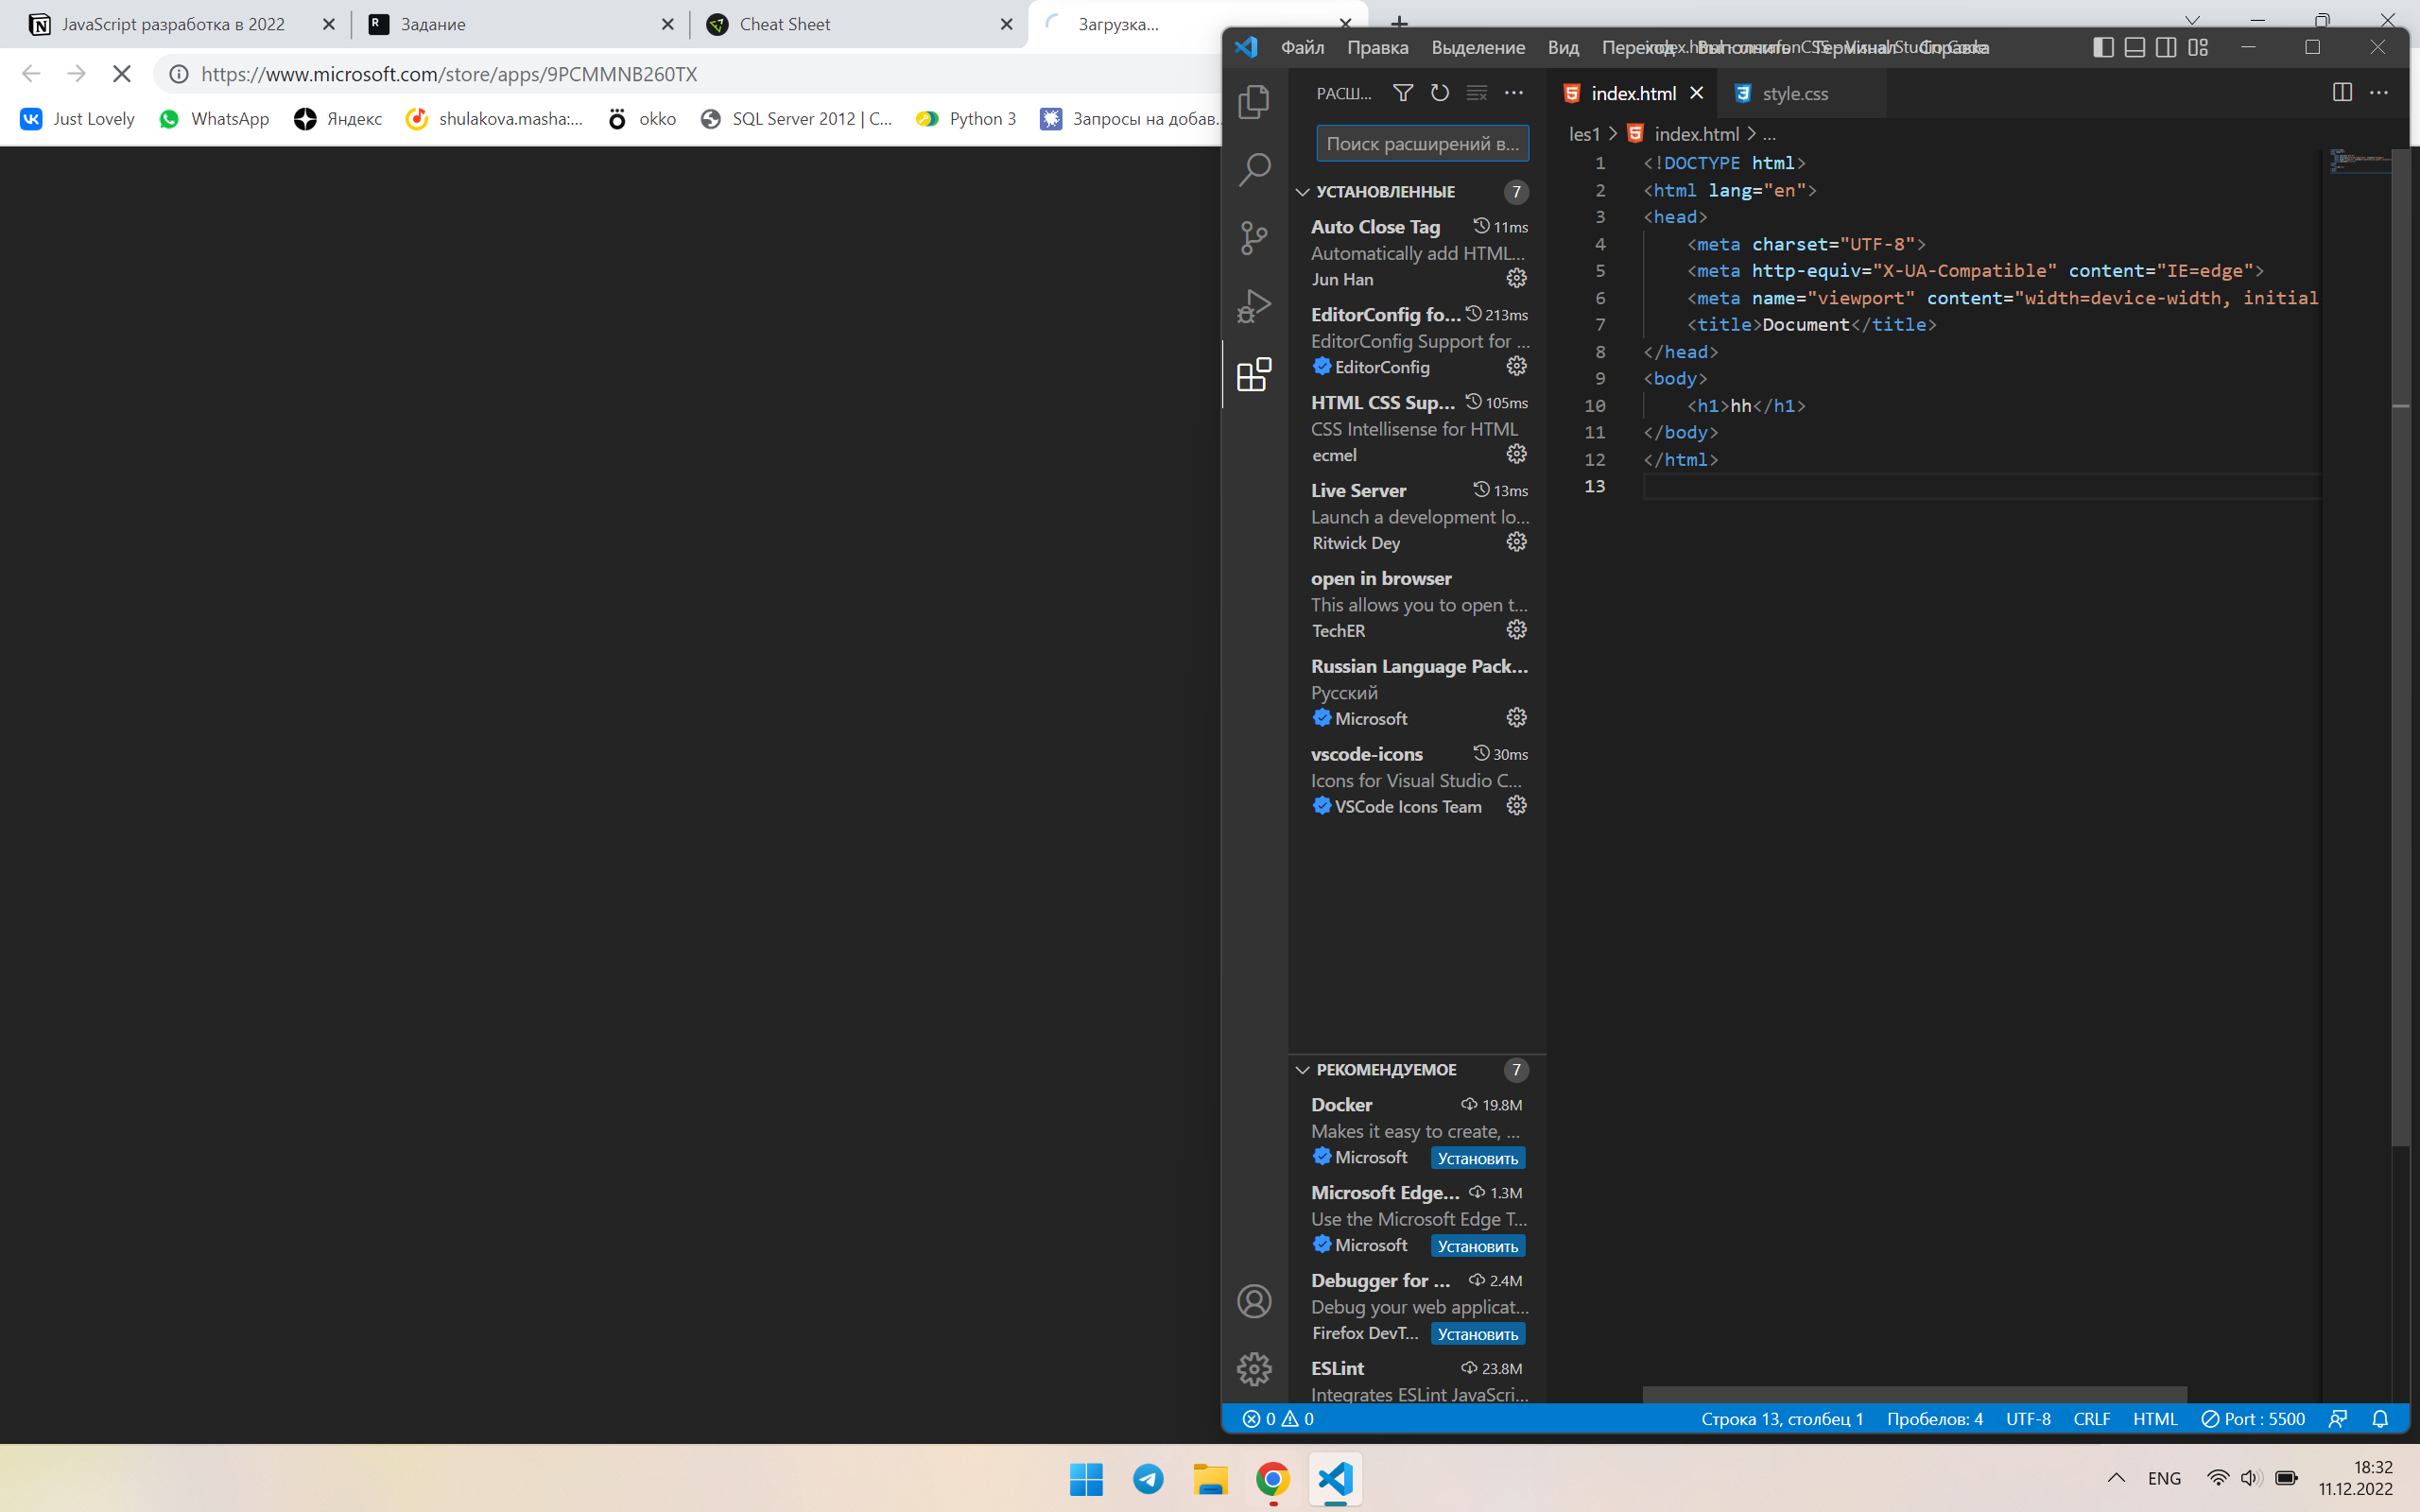 JavaScript разработка в 2022
Задание
Cheat Sheet
Загрузка...
https://www.microsoft.com/store/apps/9PCMMNB260TX
Just Lovely
WhatsApp
Яндекс
shulakova.masha:...
okko
SQL Server 2012 | С...
Python 3
Запросы на добав...
Файл Правка Выделение Вид Переход Выполнить Терминал Справка
index.html - Visual Studio Code
РАСШ...
index.html
style.css
Поиск расширений в...
les1 > index.html > ...
УСТАНОВЛЕННЫЕ 7
Auto Close Tag 11ms
Automatically add HTML...
Jun Han
EditorConfig fo... 213ms
EditorConfig Support for ...
EditorConfig
HTML CSS Sup... 105ms
CSS Intellisense for HTML
ecmel
Live Server 13ms
Launch a development lo...
Ritwick Dey
open in browser
This allows you to open t...
TechER
Russian Language Pack...
Русский
Microsoft
vscode-icons 30ms
Icons for Visual Studio C...
VSCode Icons Team
РЕКОМЕНДУЕМОЕ 7
Docker 19.8M
Makes it easy to create, ...
Microsoft Установить
Microsoft Edge... 1.3M
Use the Microsoft Edge T...
Microsoft Установить
Debugger for ... 2.4M
Debug your web applicat...
Firefox DevT... Установить
ESLint 23.8M
Integrates ESLint JavaScri...
1 <!DOCTYPE html>
2 <html lang="en">
3 <head>
4 <meta charset="UTF-8">
5 <meta http-equiv="X-UA-Compatible" content="IE=edge">
6 <meta name="viewport" content="width=device-width, initial
7 <title>Document</title>
8 </head>
9 <body>
10 <h1>hh</h1>
11 </body>
12 </html>
13
0 0
Строка 13, столбец 1
Пробелов: 4
UTF-8
CRLF
HTML
Port : 5500
ENG
18:32
11.12.2022